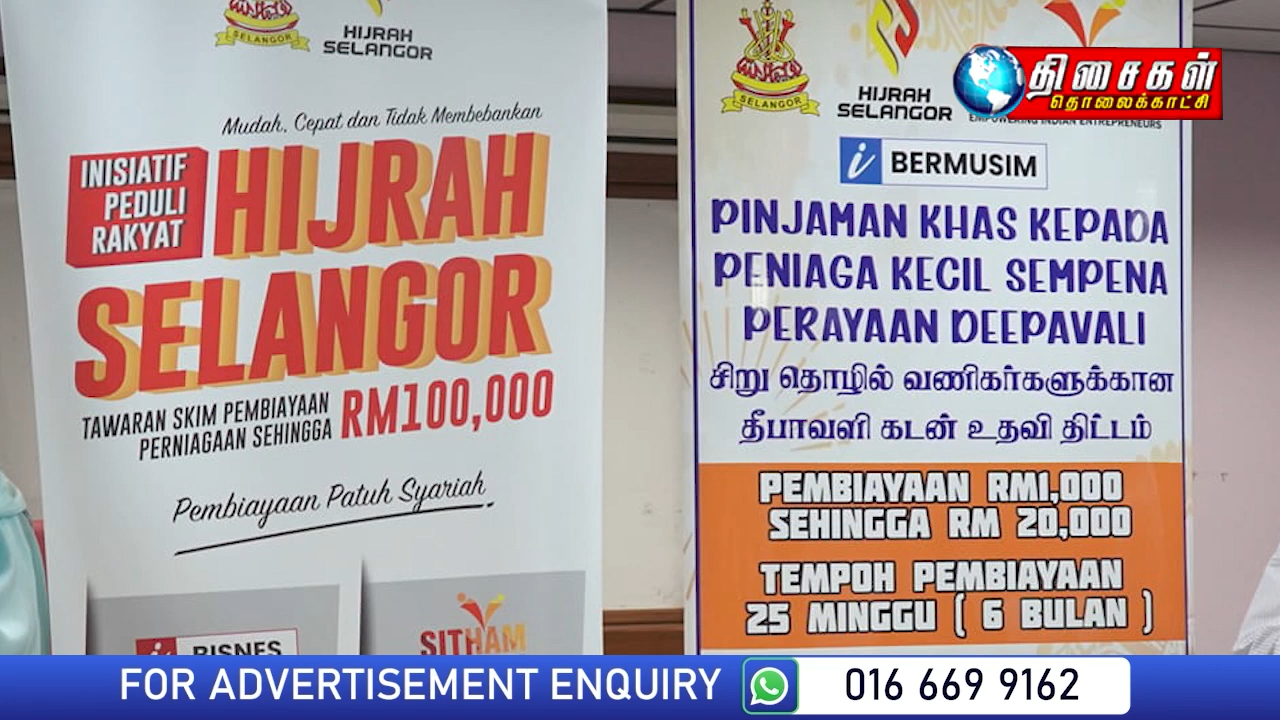 SELANGOR
HIJRAH
SELANGOR
Mudah, Cepat dan Tidak Membebankan
INISIATIF
PEDULI
RAKYAT
HIJRAH
SELANGOR
TAWARAN SKIM PEMBIAYAAN
PERNIAGAAN SEHINGGA
RM100,000
Pembiayaan Patuh Syariah
i BISNES
SITHAM
SELANGOR
HIJRAH
SELANGOR
EMPOWERING INDIAN ENTREPRENEURS
திசைகள்
தொலைக்காட்சி
i BERMUSIM
PINJAMAN KHAS KEPADA
PENIAGA KECIL SEMPENA
PERAYAAN DEEPAVALI
சிறு தொழில் வணிகர்களுக்கான
தீபாவளி கடன் உதவி திட்டம்
PEMBIAYAAN RM1,000
SEHINGGA RM 20,000
TEMPOH PEMBIAYAAN
25 MINGGU ( 6 BULAN )
FOR ADVERTISEMENT ENQUIRY
016 669 9162